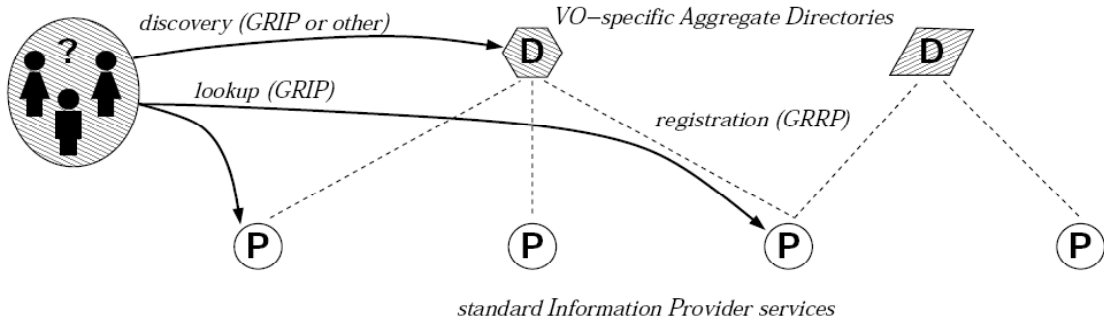 discovery (GRIP or other)
VO−specific Aggregate Directories
?
D
D
lookup (GRIP)
registration (GRRP)
P
P
P
P
standard Information Provider services